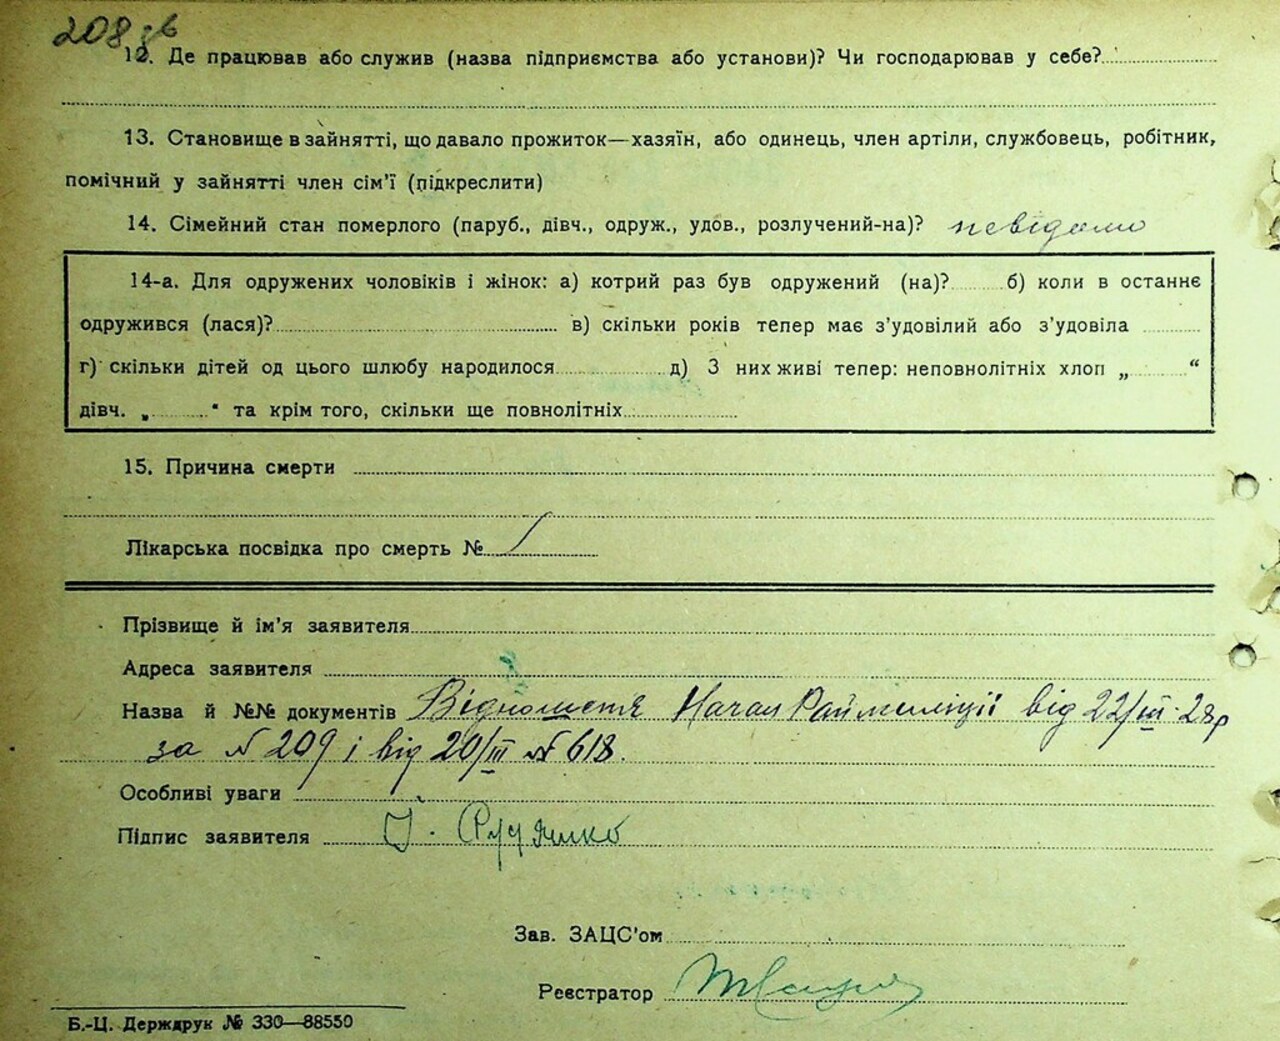 208 зв
12. Де працював або служив (назва підприємства або установи)? Чи господарював у себе?
13. Становище в зайнятті, що давало прожиток—хазяїн, або одинець, член артіли, службовець, робітник,
помічний у зайнятті член сім'ї (підкреслити)
14. Сімейний стан померлого (паруб., дівч., одруж., удов., розлучений-на)? невідомо
14-а. Для одружених чоловіків і жінок: а) котрий раз був одружений (на)? б) коли в останнє
одружився (лася)? в) скільки років тепер має з'удовілий або з'удовіла
г) скільки дітей од цього шлюбу народилося д) З них живі тепер: неповнолітніх хлоп „ “
дівч. „ “ та крім того, скільки ще повнолітніх
15. Причина смерти
Лікарська посвідка про смерть №
Прізвище й ім'я заявителя
Адреса заявителя
Назва й №№ документів Відношення Начал Райміліції від 22/III-28р
за № 209 і від 20/III № 618.
Особливі уваги
Підпис заявителя
Зав. ЗАЦС'ом
Реєстратор
Б.-Ц. Держдрук № 330—88550